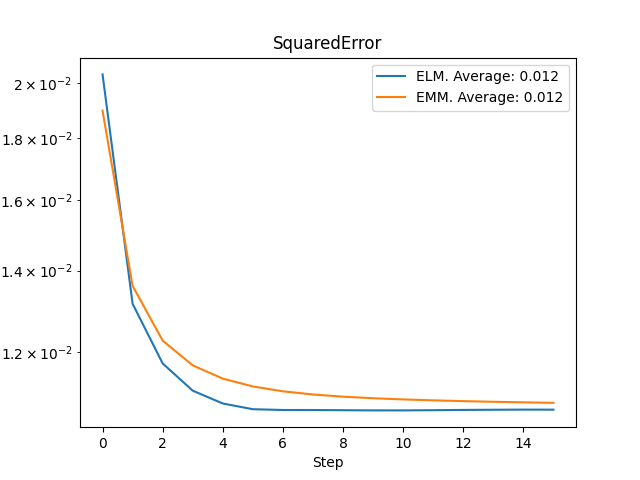 SquaredError
ELM. Average: 0.012
EMM. Average: 0.012
2 × 10⁻²
1.8 × 10⁻²
1.6 × 10⁻²
1.4 × 10⁻²
1.2 × 10⁻²
0 2 4 6 8 10 12 14
Step